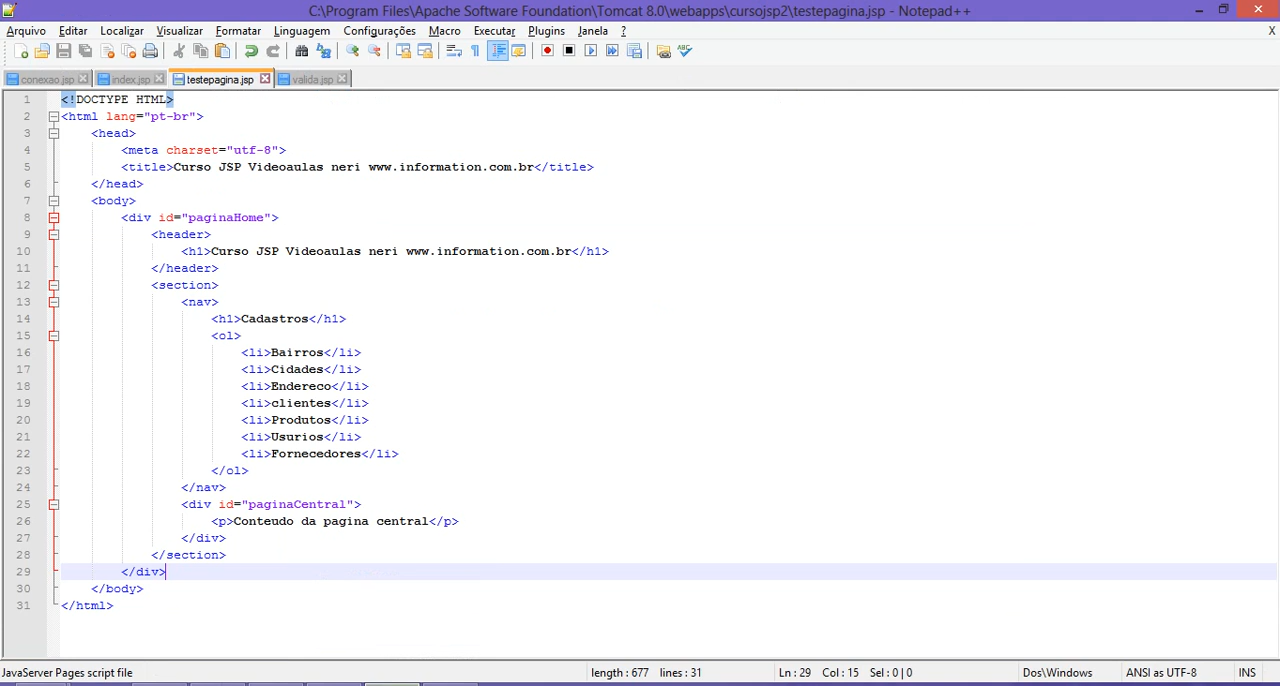 C:\Program Files\Apache Software Foundation\Tomcat 8.0\webapps\cursojsp2\testepagina.jsp - Notepad++
Arquivo Editar Localizar Visualizar Formatar Linguagem Configurações Macro Executar Plugins Janela ? X
conexao.jsp index.jsp testepagina.jsp valida.jsp
1 <!DOCTYPE HTML>
2 <html lang="pt-br">
3 <head>
4 <meta charset="utf-8">
5 <title>Curso JSP Videoaulas neri www.information.com.br</title>
6 </head>
7 <body>
8 <div id="paginaHome">
9 <header>
10 <h1>Curso JSP Videoaulas neri www.information.com.br</h1>
11 </header>
12 <section>
13 <nav>
14 <h1>Cadastros</h1>
15 <ol>
16 <li>Bairros</li>
17 <li>Cidades</li>
18 <li>Endereco</li>
19 <li>clientes</li>
20 <li>Produtos</li>
21 <li>Usurios</li>
22 <li>Fornecedores</li>
23 </ol>
24 </nav>
25 <div id="paginaCentral">
26 <p>Conteudo da pagina central</p>
27 </div>
28 </section>
29 </div>
30 </body>
31 </html>
JavaServer Pages script file length : 677 lines : 31 Ln : 29 Col : 15 Sel : 0 | 0 Dos\Windows ANSI as UTF-8 INS